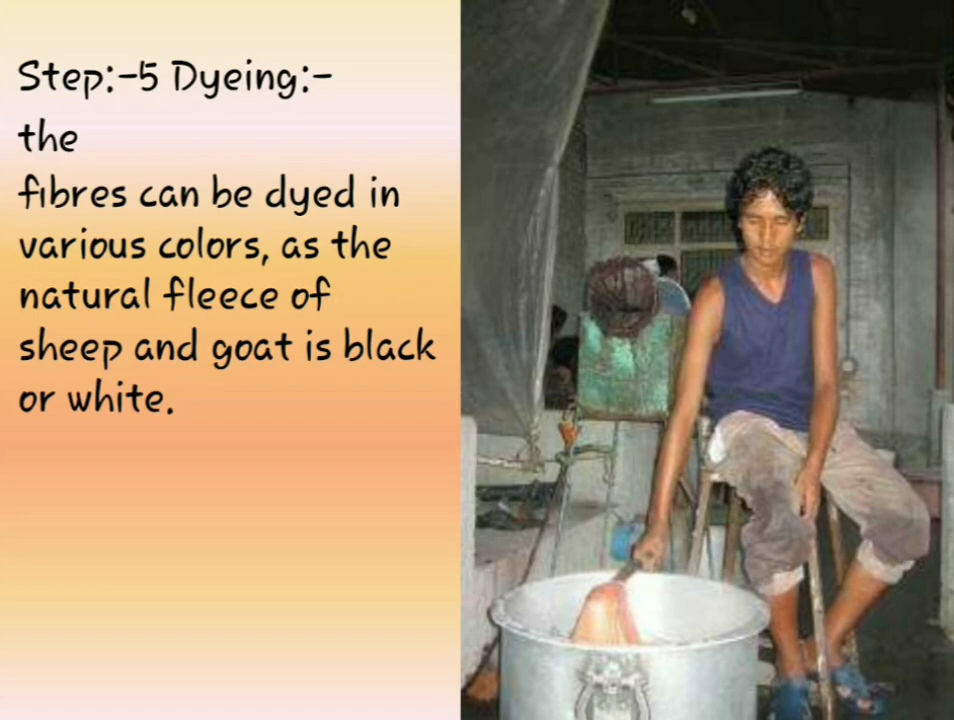 Step:-5 Dyeing:-
the
fibres can be dyed in
various colors, as the
natural fleece of
sheep and goat is black
or white.